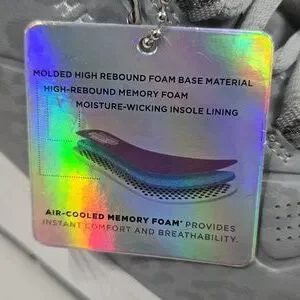 MOLDED HIGH REBOUND FOAM BASE MATERIAL
HIGH-REBOUND MEMORY FOAM
MOISTURE-WICKING INSOLE LINING
AIR-COOLED MEMORY FOAM® PROVIDES
INSTANT COMFORT AND BREATHABILITY.